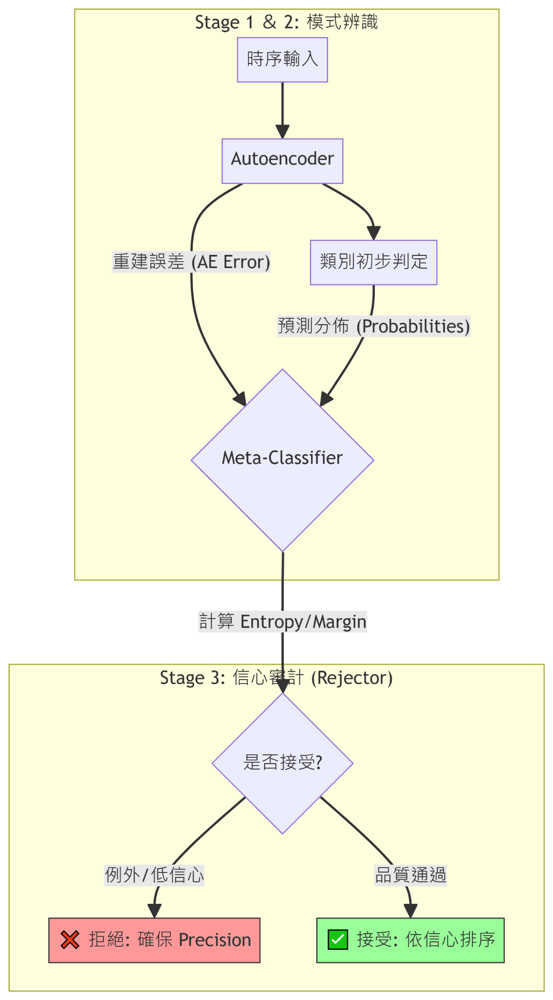 Stage 1 & 2: 模式辨識
時序輸入
Autoencoder
重建誤差 (AE Error)
類別初步判定
預測分佈 (Probabilities)
Meta-Classifier
計算 Entropy/Margin
Stage 3: 信心審計 (Rejector)
是否接受?
例外/低信心
品質通過
❌ 拒絕: 確保 Precision
✅ 接受: 依信心排序